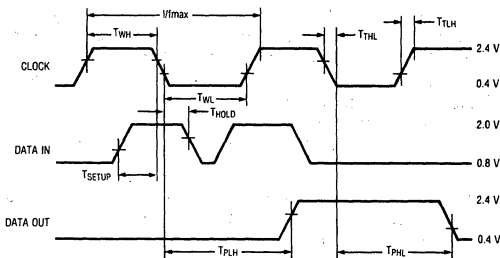 I/fmax
TWH
TTHL
TTLH
CLOCK
2.4 V
0.4 V
TWL
THOLD
DATA IN
2.0 V
0.8 V
TSETUP
DATA OUT
2.4 V
0.4 V
TPLH
TPHL